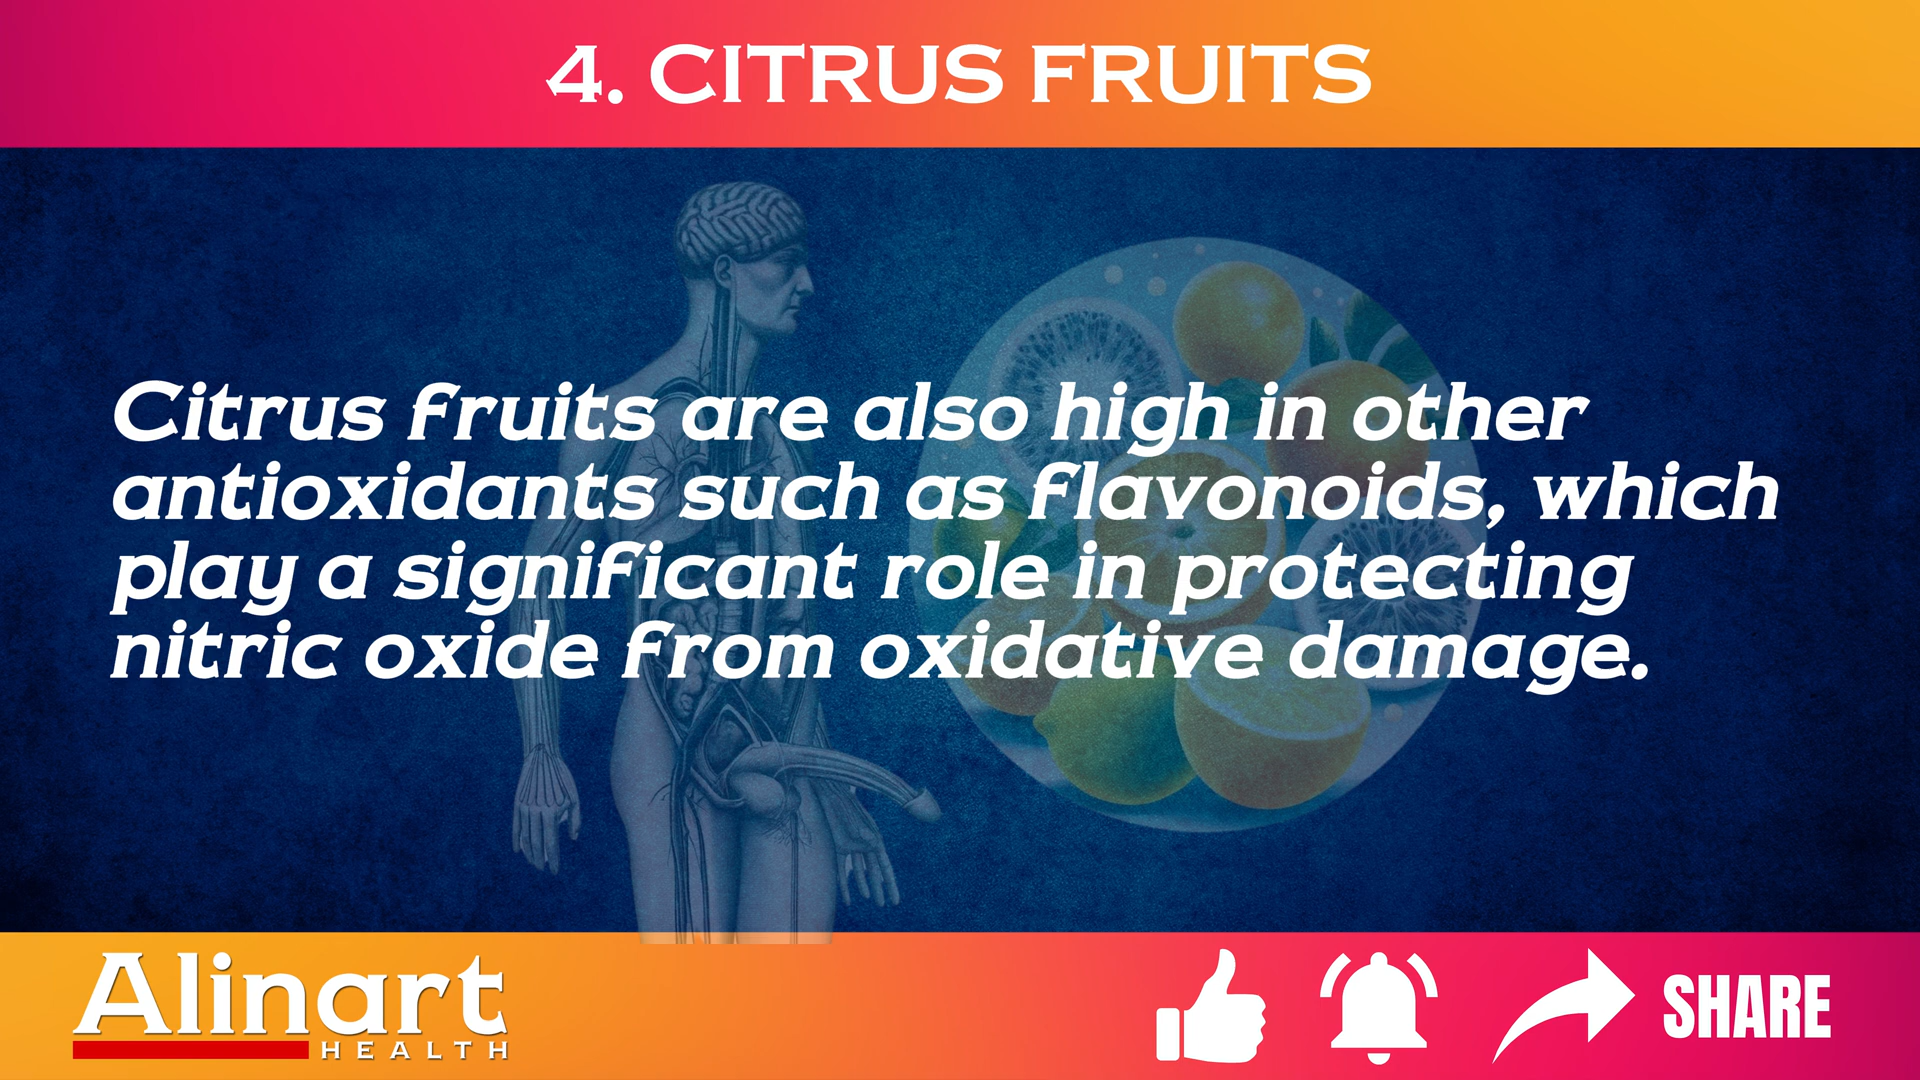 4. CITRUS FRUITS
Citrus fruits are also high in other
antioxidants such as flavonoids, which
play a significant role in protecting
nitric oxide from oxidative damage.
Alinart
HEALTH
SHARE